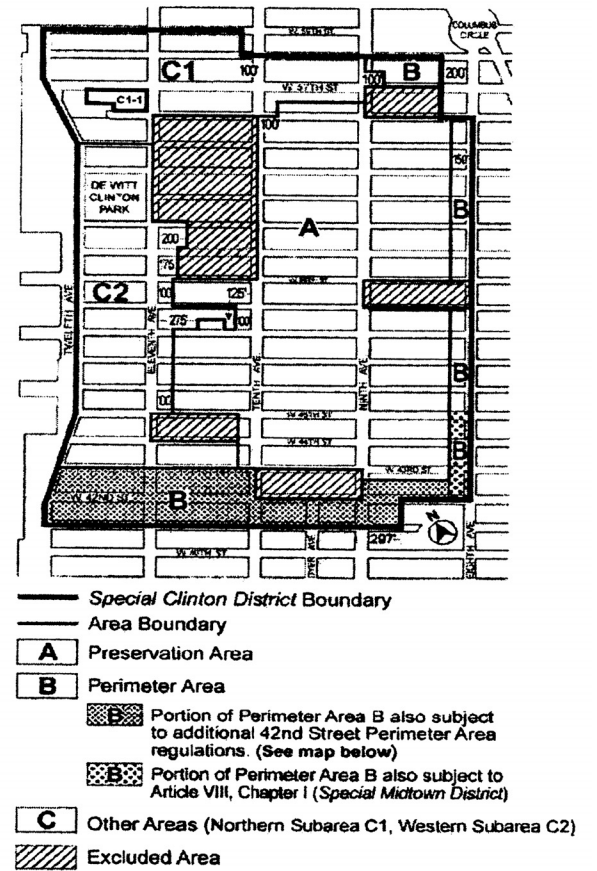 W. 59TH ST.
COLUMBUS
CIRCLE
C1
100'
100'
B
200'
W. 57TH ST
C1-1
100'
150'
DE WITT
CLINTON
PARK
B
200
A
175
C2
100'
125'
275
100'
TWELFTH AVE
ELEVENTH AVE
TENTH AVE
NINTH AVE
B
100'
W. 45TH ST
W. 44TH ST
B
W. 43RD ST.
W. 42ND ST.
B
N
297'
W. 40TH ST.
DYER AVE
EIGHTH AVE
Special Clinton District Boundary
Area Boundary
A Preservation Area
B Perimeter Area
B Portion of Perimeter Area B also subject
to additional 42nd Street Perimeter Area
regulations. (See map below)
B Portion of Perimeter Area B also subject to
Article VIII, Chapter I (Special Midtown District)
C Other Areas (Northern Subarea C1, Western Subarea C2)
Excluded Area